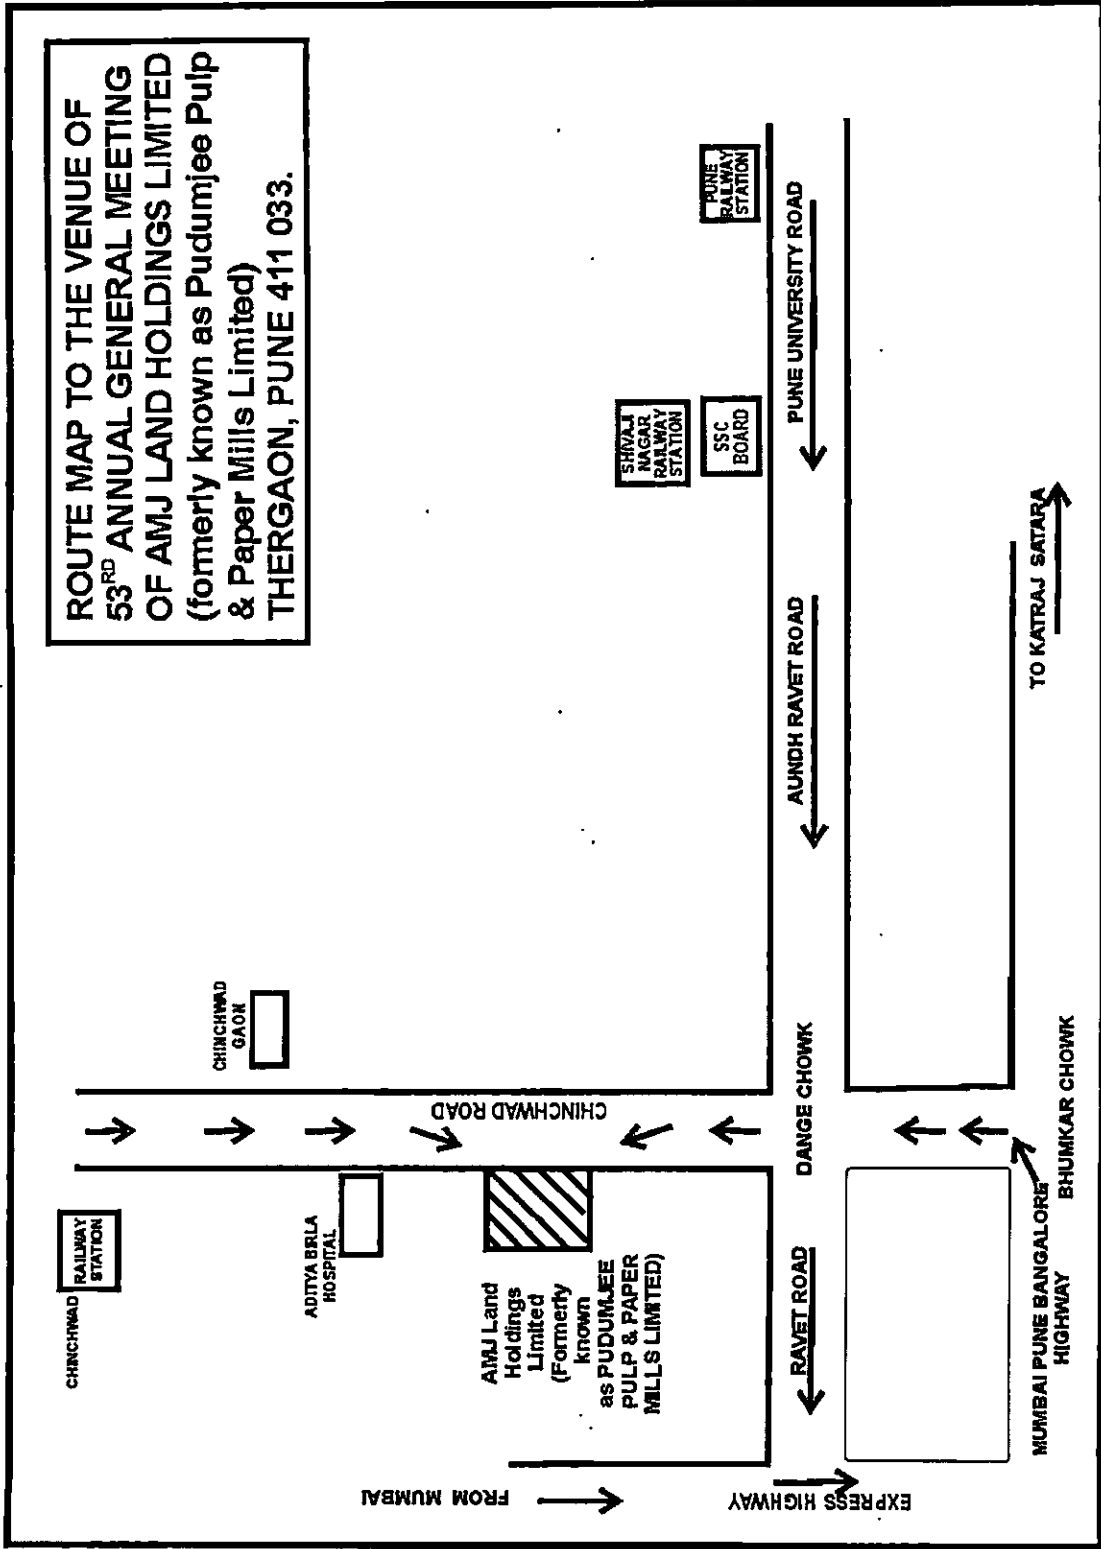 ROUTE MAP TO THE VENUE OF
53RD ANNUAL GENERAL MEETING
OF AMJ LAND HOLDINGS LIMITED
(formerly known as Pudumjee Pulp
& Paper Mills Limited)
THERGAON, PUNE 411 033.
CHINCHWAD
RAILWAY
STATION
CHINCHWAD
GAON
ADITYA BIRLA
HOSPITAL
CHINCHWAD ROAD
AMJ Land
Holdings
Limited
(Formerly
known
as PUDUMJEE
PULP & PAPER
MILLS LIMITED)
SHIVAJI
NAGAR
RAILWAY
STATION
SSC
BOARD
PUNE
RAILWAY
STATION
FROM MUMBAI
EXPRESS HIGHWAY
RAVET ROAD
DANGE CHOWK
AUNDH RAVET ROAD
PUNE UNIVERSITY ROAD
MUMBAI PUNE BANGALORE
HIGHWAY
BHUMKAR CHOWK
TO KATRAJ SATARA